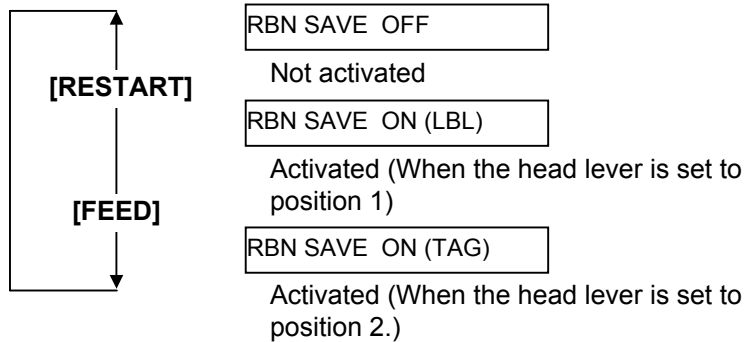 RBN SAVE OFF
Not activated
[RESTART]
RBN SAVE ON (LBL)
Activated (When the head lever is set to
position 1)
[FEED]
RBN SAVE ON (TAG)
Activated (When the head lever is set to
position 2.)